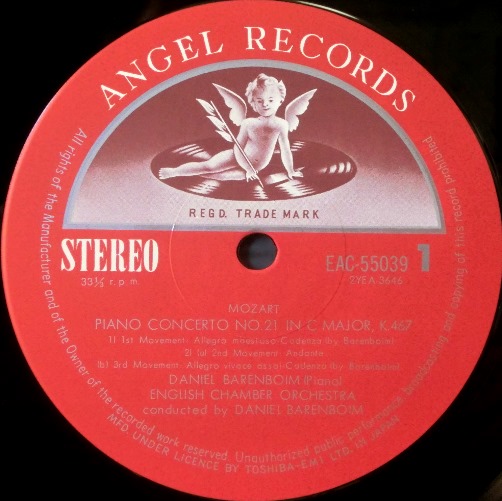 ANGEL RECORDS
REGD. TRADE MARK
STEREO
33⅓ r.p.m
EAC-55039 1
2YEA-3646
MOZART
PIANO CONCERTO NO.21 IN C MAJOR, K.467
1) 1st Movement: Allegro maestoso-Cadenza (by Barenboim)
2) (a) 2nd Movement: Andante
(b) 3rd Movement: Allegro vivace assai-Cadenza (by Barenboim)
DANIEL BARENBOIM (Piano)
ENGLISH CHAMBER ORCHESTRA
conducted by DANIEL BARENBOIM
All rights of the Manufacturer and of the Owner of the recorded work reserved. Unauthorized public performance, broadcasting and copying of this record prohibited
MFD. UNDER LICENCE BY TOSHIBA-EMI LTD. IN JAPAN